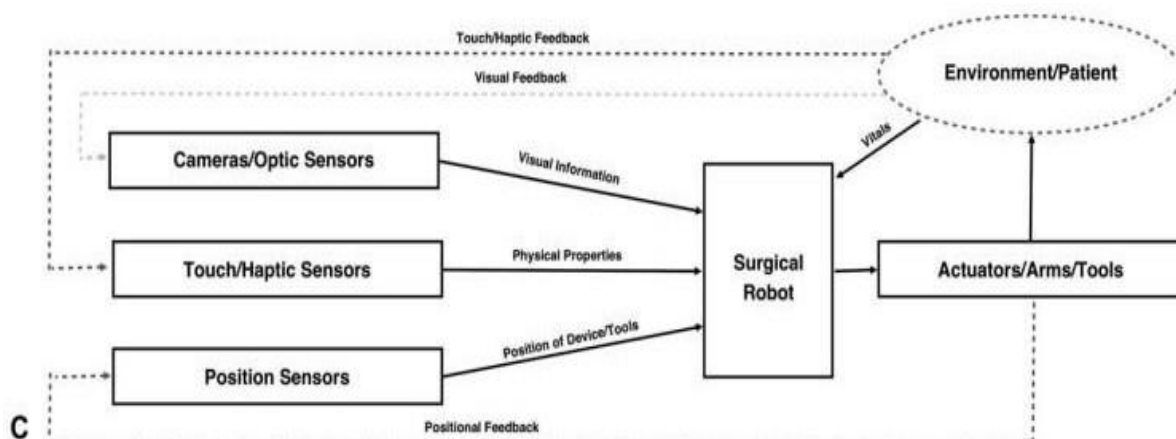 Touch/Haptic Feedback
Environment/Patient
Visual Feedback
Vitals
Cameras/Optic Sensors
Visual Information
Touch/Haptic Sensors
Physical Properties
Surgical
Robot
Actuators/Arms/Tools
Position of Device/Tools
Position Sensors
C
Positional Feedback